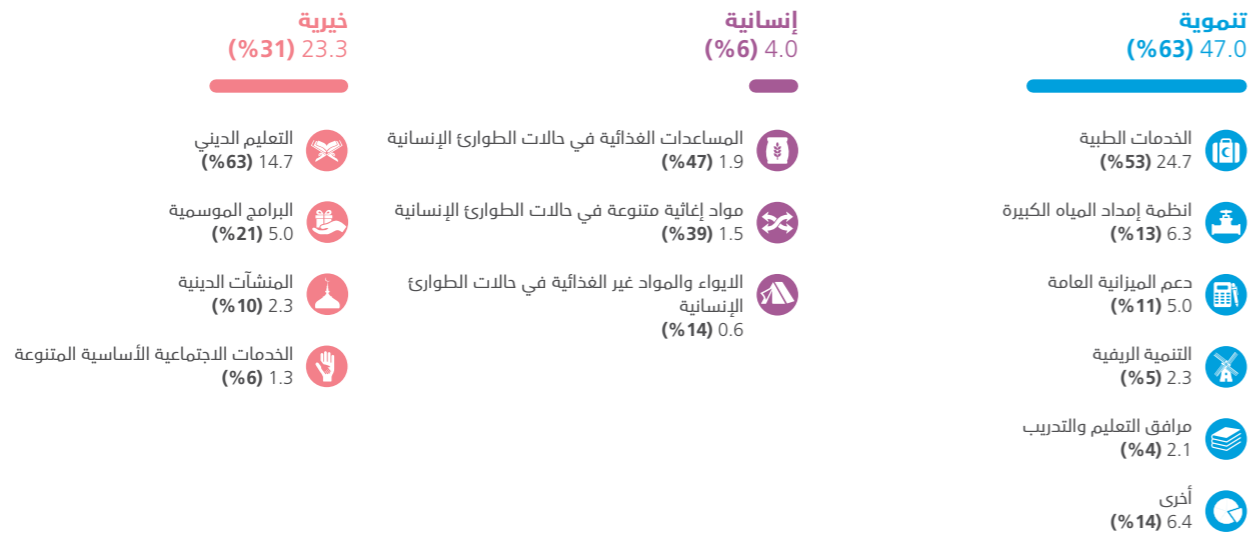 تنموية
47.0 (63%)
الخدمات الطبية
24.7 (53%)
انظمة إمداد المياه الكبيرة
6.3 (13%)
دعم الميزانية العامة
5.0 (11%)
التنمية الريفية
2.3 (5%)
مرافق التعليم والتدريب
2.1 (4%)
أخرى
6.4 (14%)
إنسانية
4.0 (6%)
المساعدات الغذائية في حالات الطوارئ الإنسانية
1.9 (47%)
مواد إغاثية متنوعة في حالات الطوارئ الإنسانية
1.5 (39%)
الايواء والمواد غير الغذائية في حالات الطوارئ
الإنسانية
0.6 (14%)
خيرية
23.3 (31%)
التعليم الديني
14.7 (63%)
البرامج الموسمية
5.0 (21%)
المنشآت الدينية
2.3 (10%)
الخدمات الاجتماعية الأساسية المتنوعة
1.3 (6%)